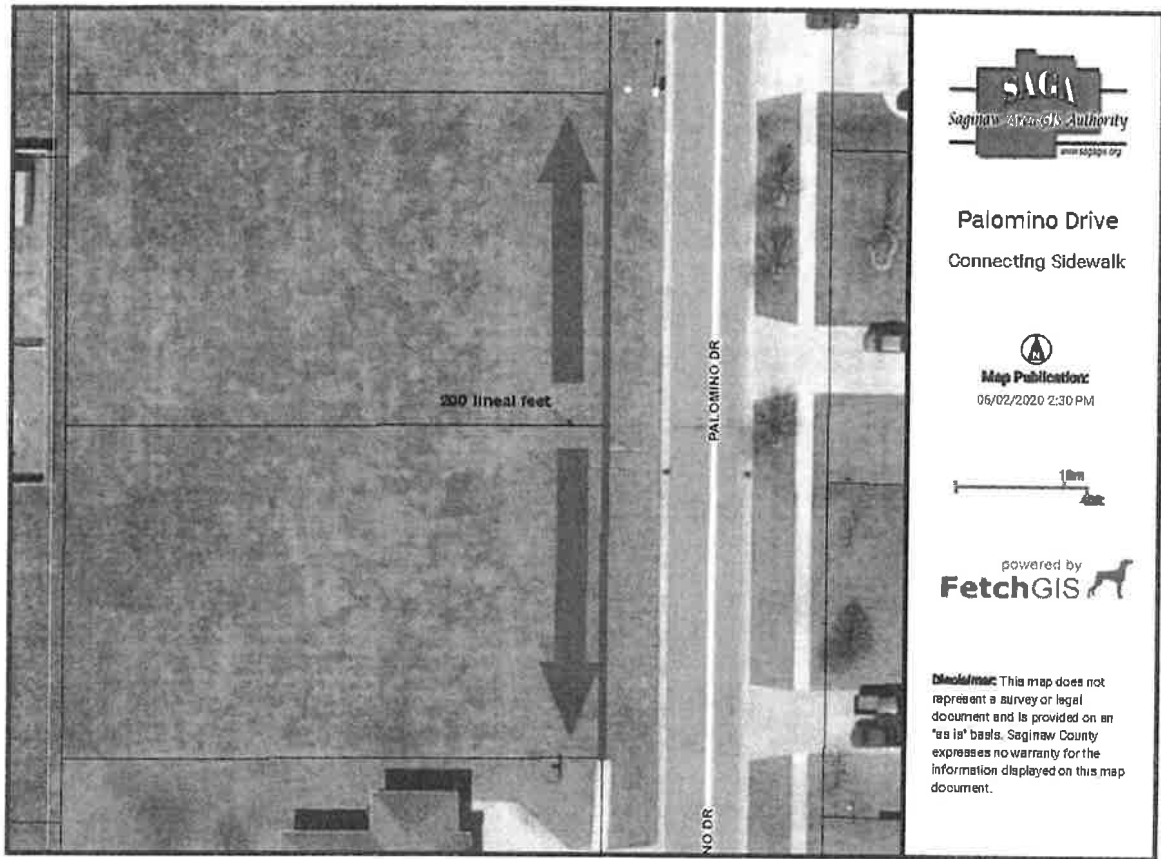 200 lineal feet
PALOMINO DR
NO DR
SAGA
Saginaw Area GIS Authority
www.sagagis.org
Palomino Drive
Connecting Sidewalk
N
Map Publication:
06/02/2020 2:30 PM
powered by
FetchGIS
Disclaimer: This map does not
represent a survey or legal
document and is provided on an
"as is" basis. Saginaw County
expresses no warranty for the
information displayed on this map
document.